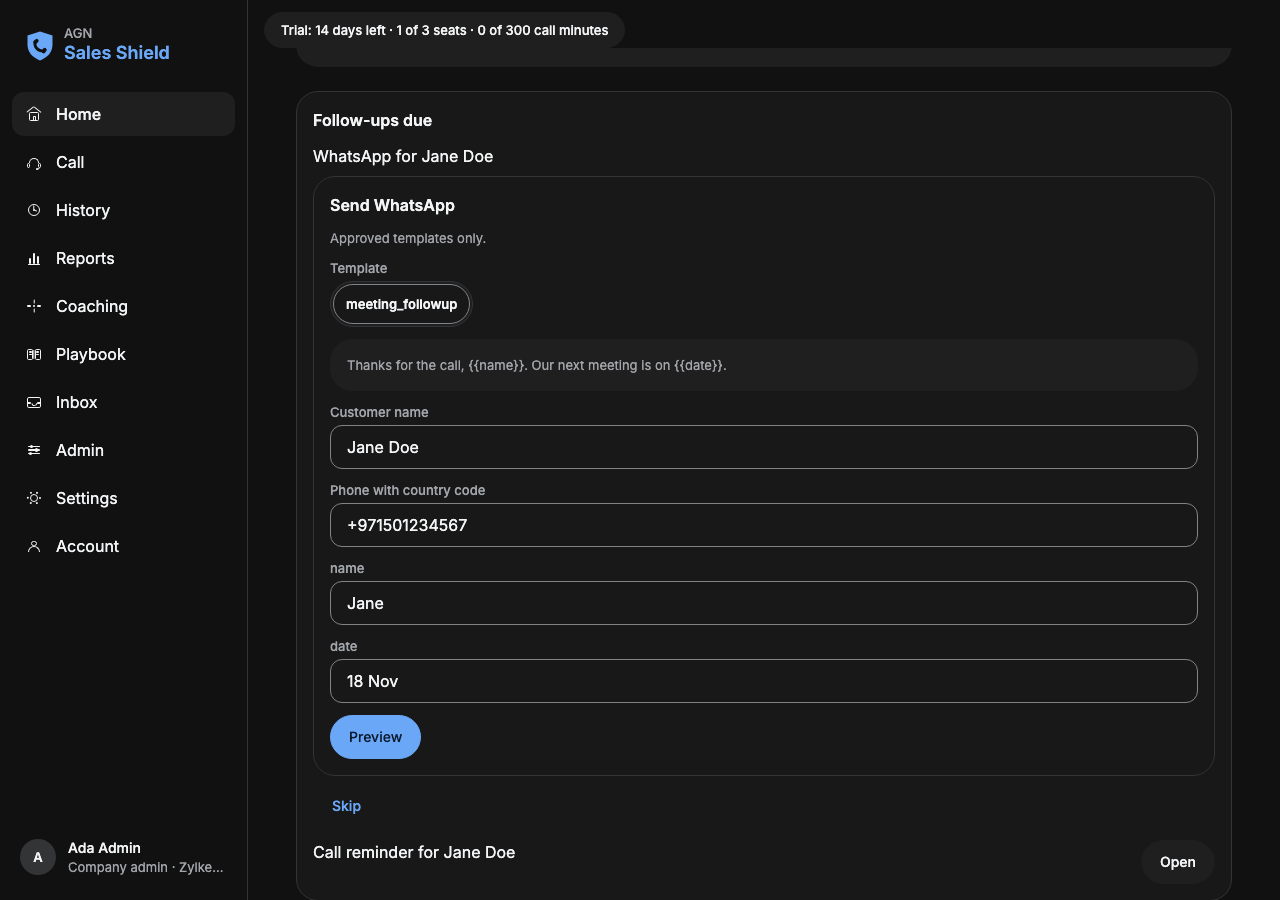 AGN
Sales Shield
Home
Call
History
Reports
Coaching
Playbook
Inbox
Admin
Settings
Account
A
Ada Admin
Company admin · Zylke...
Trial: 14 days left · 1 of 3 seats · 0 of 300 call minutes
Follow-ups due
WhatsApp for Jane Doe
Send WhatsApp
Approved templates only.
Template
meeting_followup
Thanks for the call, {{name}}. Our next meeting is on {{date}}.
Customer name
Jane Doe
Phone with country code
+971501234567
name
Jane
date
18 Nov
Preview
Skip
Call reminder for Jane Doe
Open